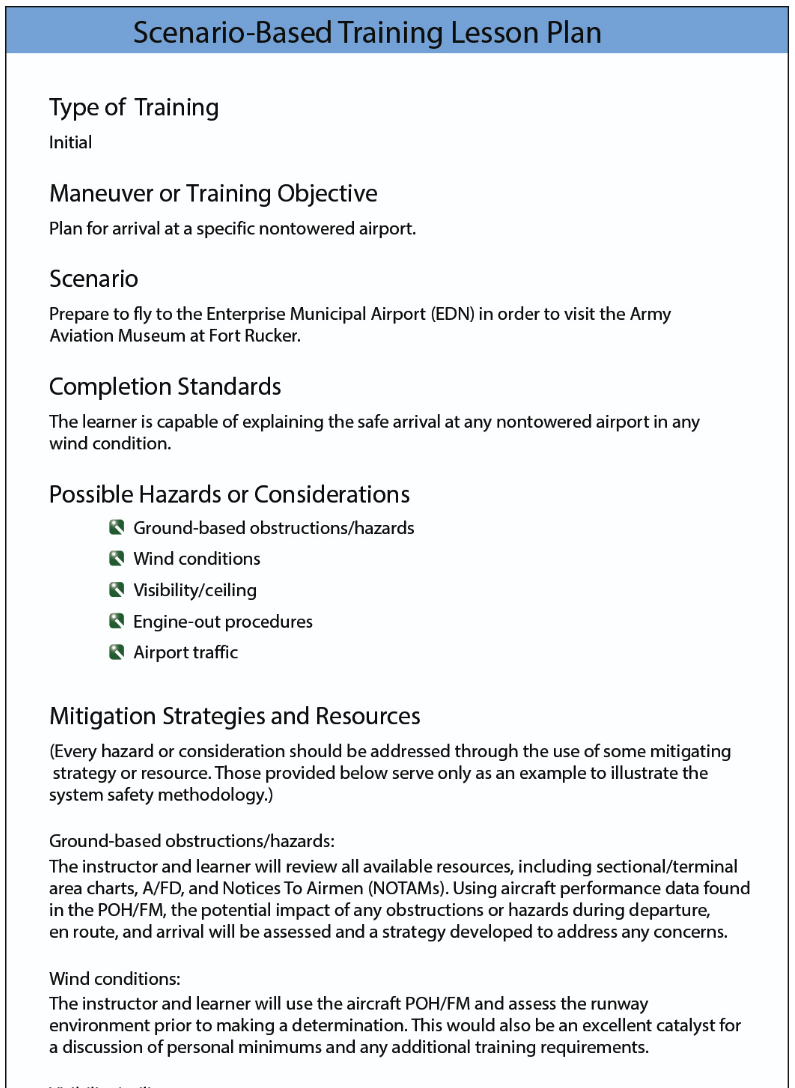 Scenario-Based Training Lesson Plan
Type of Training
Initial
Maneuver or Training Objective
Plan for arrival at a specific nontowered airport.
Scenario
Prepare to fly to the Enterprise Municipal Airport (EDN) in order to visit the Army
Aviation Museum at Fort Rucker.
Completion Standards
The learner is capable of explaining the safe arrival at any nontowered airport in any
wind condition.
Possible Hazards or Considerations
Ground-based obstructions/hazards
Wind conditions
Visibility/ceiling
Engine-out procedures
Airport traffic
Mitigation Strategies and Resources
(Every hazard or consideration should be addressed through the use of some mitigating
strategy or resource. Those provided below serve only as an example to illustrate the
system safety methodology.)
Ground-based obstructions/hazards:
The instructor and learner will review all available resources, including sectional/terminal
area charts, A/FD, and Notices To Airmen (NOTAMs). Using aircraft performance data found
in the POH/FM, the potential impact of any obstructions or hazards during departure,
en route, and arrival will be assessed and a strategy developed to address any concerns.
Wind conditions:
The instructor and learner will use the aircraft POH/FM and assess the runway
environment prior to making a determination. This would also be an excellent catalyst for
a discussion of personal minimums and any additional training requirements.